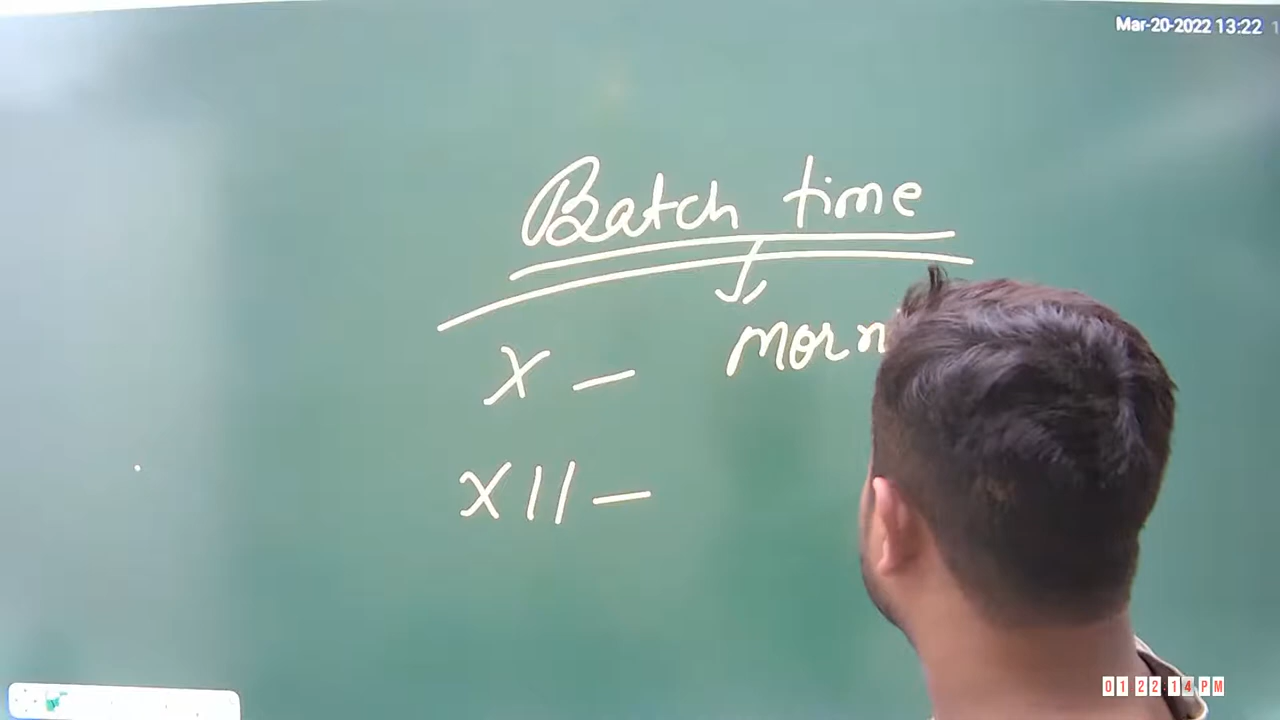 Mar-20-2022 13:22
Batch time
Morn
X –
XII –
01 22 14 PM